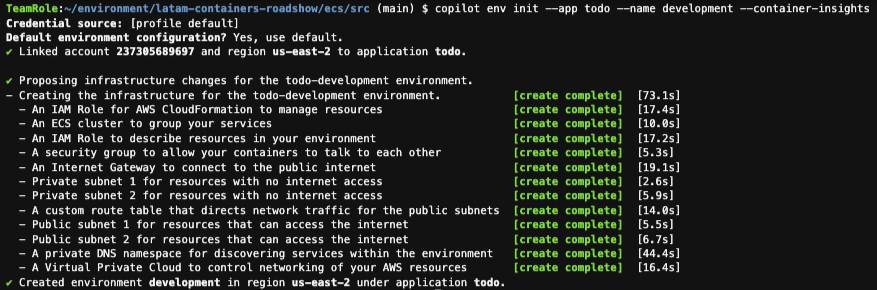 TeamRole:~/environment/latam-containers-roadshow/ecs/src (main) $ copilot env init --app todo --name development --container-insights
Credential source: [profile default]
Default environment configuration? Yes, use default.
✔ Linked account 237305689697 and region us-east-2 to application todo.
✔ Proposing infrastructure changes for the todo-development environment.
- Creating the infrastructure for the todo-development environment. [create complete] [73.1s]
- An IAM Role for AWS CloudFormation to manage resources [create complete] [17.4s]
- An ECS cluster to group your services [create complete] [10.0s]
- An IAM Role to describe resources in your environment [create complete] [17.2s]
- A security group to allow your containers to talk to each other [create complete] [5.3s]
- An Internet Gateway to connect to the public internet [create complete] [19.1s]
- Private subnet 1 for resources with no internet access [create complete] [2.6s]
- Private subnet 2 for resources with no internet access [create complete] [5.9s]
- A custom route table that directs network traffic for the public subnets [create complete] [14.0s]
- Public subnet 1 for resources that can access the internet [create complete] [5.5s]
- Public subnet 2 for resources that can access the internet [create complete] [6.7s]
- A private DNS namespace for discovering services within the environment [create complete] [44.4s]
- A Virtual Private Cloud to control networking of your AWS resources [create complete] [16.4s]
✔ Created environment development in region us-east-2 under application todo.